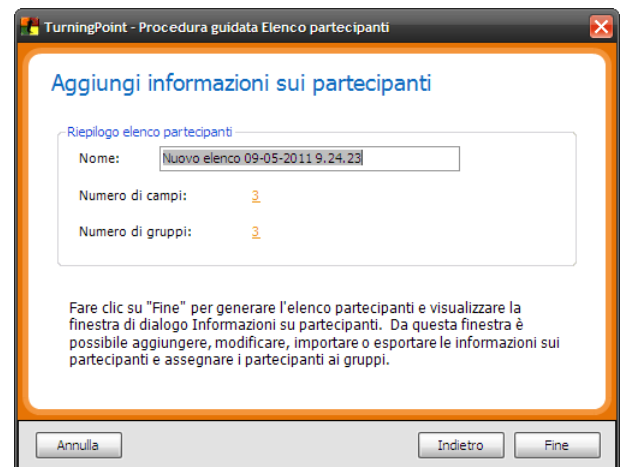 TurningPoint - Procedura guidata Elenco partecipanti
Aggiungi informazioni sui partecipanti
Riepilogo elenco partecipanti
Nome: Nuovo elenco 09-05-2011 9.24.23
Numero di campi: 3
Numero di gruppi: 3
Fare clic su "Fine" per generare l'elenco partecipanti e visualizzare la
finestra di dialogo Informazioni su partecipanti. Da questa finestra è
possibile aggiungere, modificare, importare o esportare le informazioni sui
partecipanti e assegnare i partecipanti ai gruppi.
Annulla Indietro Fine